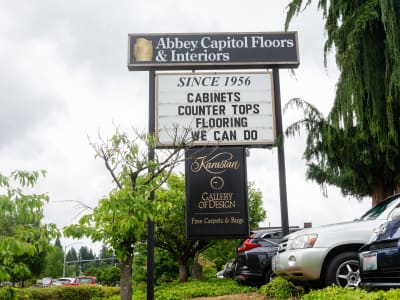 Abbey Capitol Floors
& Interiors
SINCE 1956
CABINETS
COUNTER TOPS
FLOORING
WE CAN DO
Karastan
GALLERY
OF DESIGN
Fine Carpets & Rugs